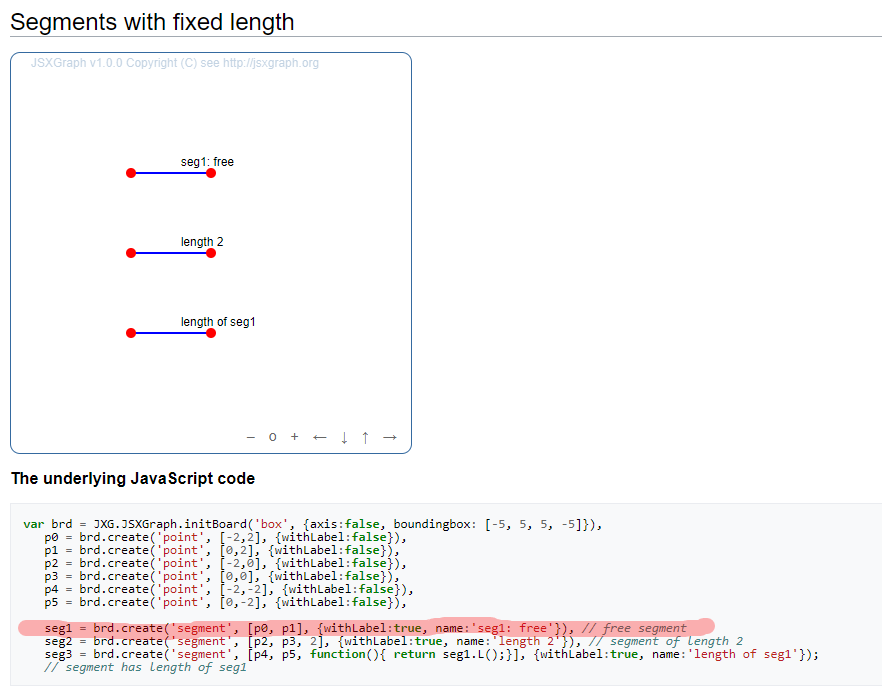 Segments with fixed length
JSXGraph v1.0.0 Copyright (C) see http://jsxgraph.org
seg1: free
length 2
length of seg1
– o + ← ↓ ↑ →
The underlying JavaScript code
var brd = JXG.JSXGraph.initBoard('box', {axis:false, boundingbox: [-5, 5, 5, -5]}),
p0 = brd.create('point', [-2,2], {withLabel:false}),
p1 = brd.create('point', [0,2], {withLabel:false}),
p2 = brd.create('point', [-2,0], {withLabel:false}),
p3 = brd.create('point', [0,0], {withLabel:false}),
p4 = brd.create('point', [-2,-2], {withLabel:false}),
p5 = brd.create('point', [0,-2], {withLabel:false}),
seg1 = brd.create('segment', [p0, p1], {withLabel:true, name:'seg1: free'}), // free segment
seg2 = brd.create('segment', [p2, p3, 2], {withLabel:true, name:'length 2'}), // segment of length 2
seg3 = brd.create('segment', [p4, p5, function(){ return seg1.L();}], {withLabel:true, name:'length of seg1'});
// segment has length of seg1